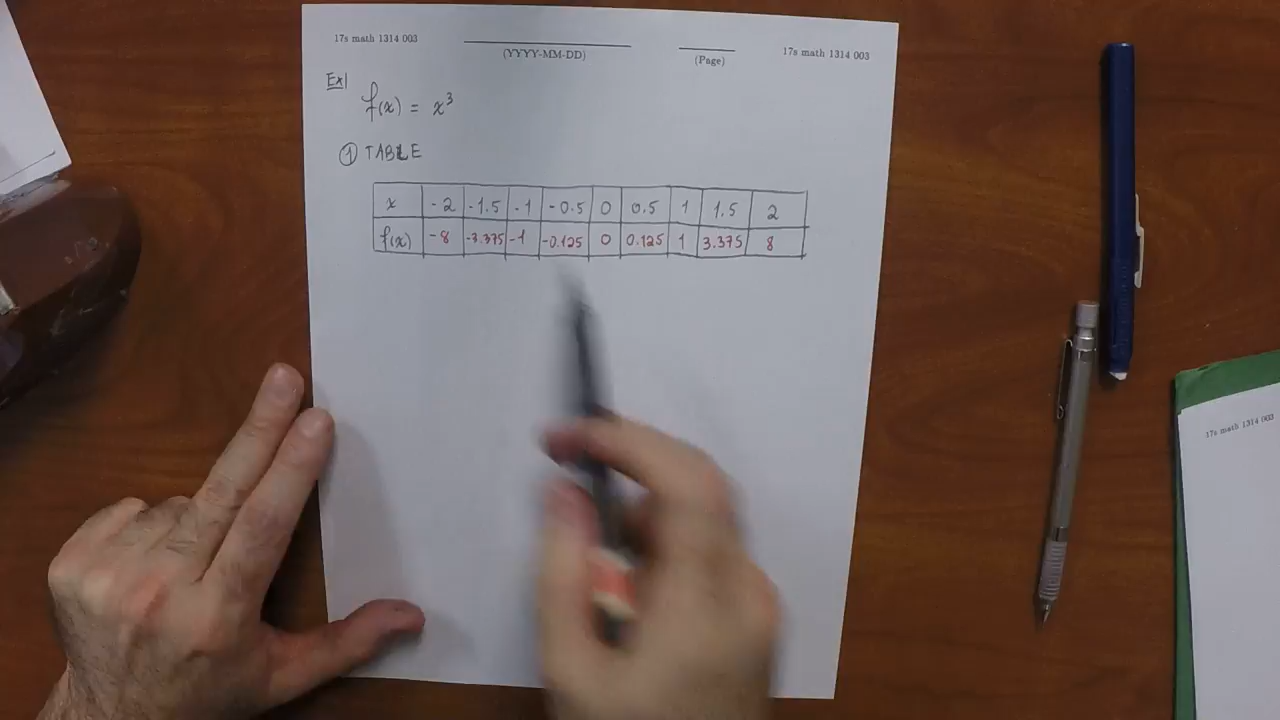 17s math 1314 003 (YYYY-MM-DD) (Page) 17s math 1314 003
Ex1
f(x) = x³
① TABLE
x -2 -1.5 -1 -0.5 0 0.5 1 1.5 2
f(x) -8 -3.375 -1 -0.125 0 0.125 1 3.375 8
17s math 1314 003